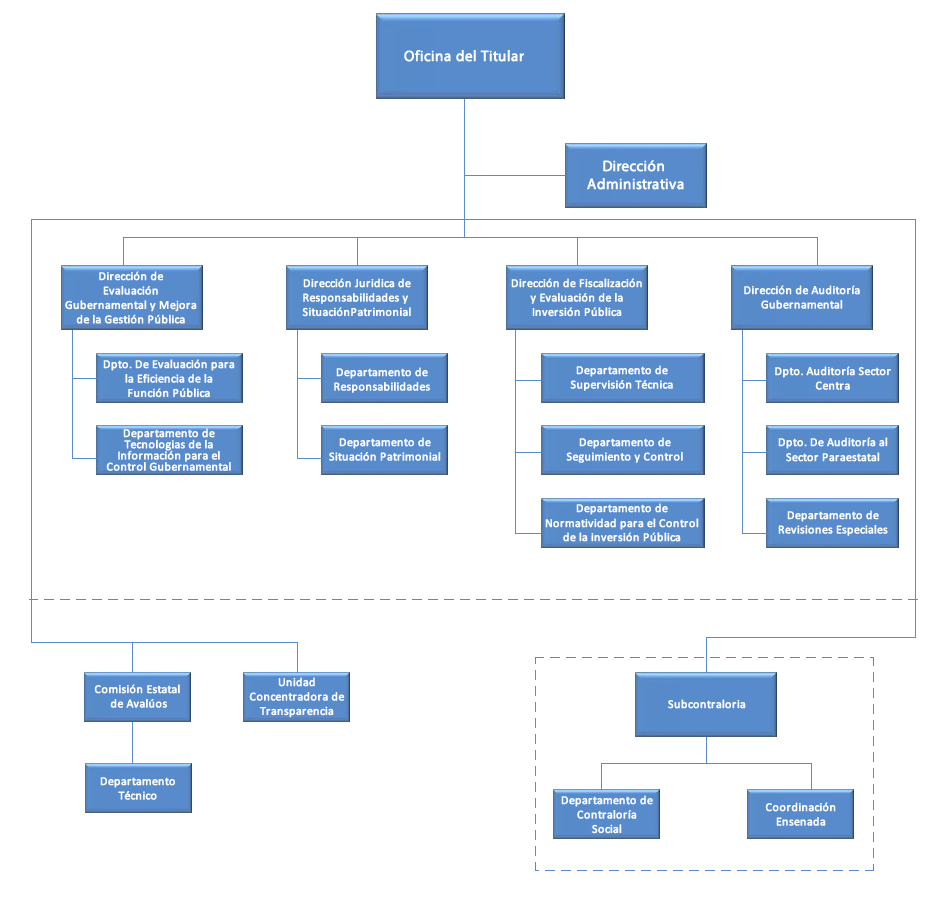 Oficina del Titular
Dirección
Administrativa
Dirección de
Evaluación
Gubernamental y Mejora
de la Gestión Pública
Dirección Juridica de
Responsabilidades y
SituaciónPatrimonial
Dirección de Fiscalización
y Evaluación de la
Inversión Pública
Dirección de Auditoría
Gubernamental
Dpto. De Evaluación para
la Eficiencia de la
Función Pública
Departamento de
Responsabilidades
Departamento de
Supervisión Técnica
Dpto. Auditoría Sector
Centra
Departamento de
Tecnologias de la
Información para el
Control Gubernamental
Departamento de
Situación Patrimonial
Departamento de
Seguimiento y Control
Dpto. De Auditoría al
Sector Paraestatal
Departamento de
Normatividad para el Control
de la inversión Pública
Departamento de
Revisiones Especiales
Comisión Estatal
de Avalúos
Unidad
Concentradora de
Transparencia
Subcontraloria
Departamento
Técnico
Departamento de
Contraloría
Social
Coordinación
Ensenada